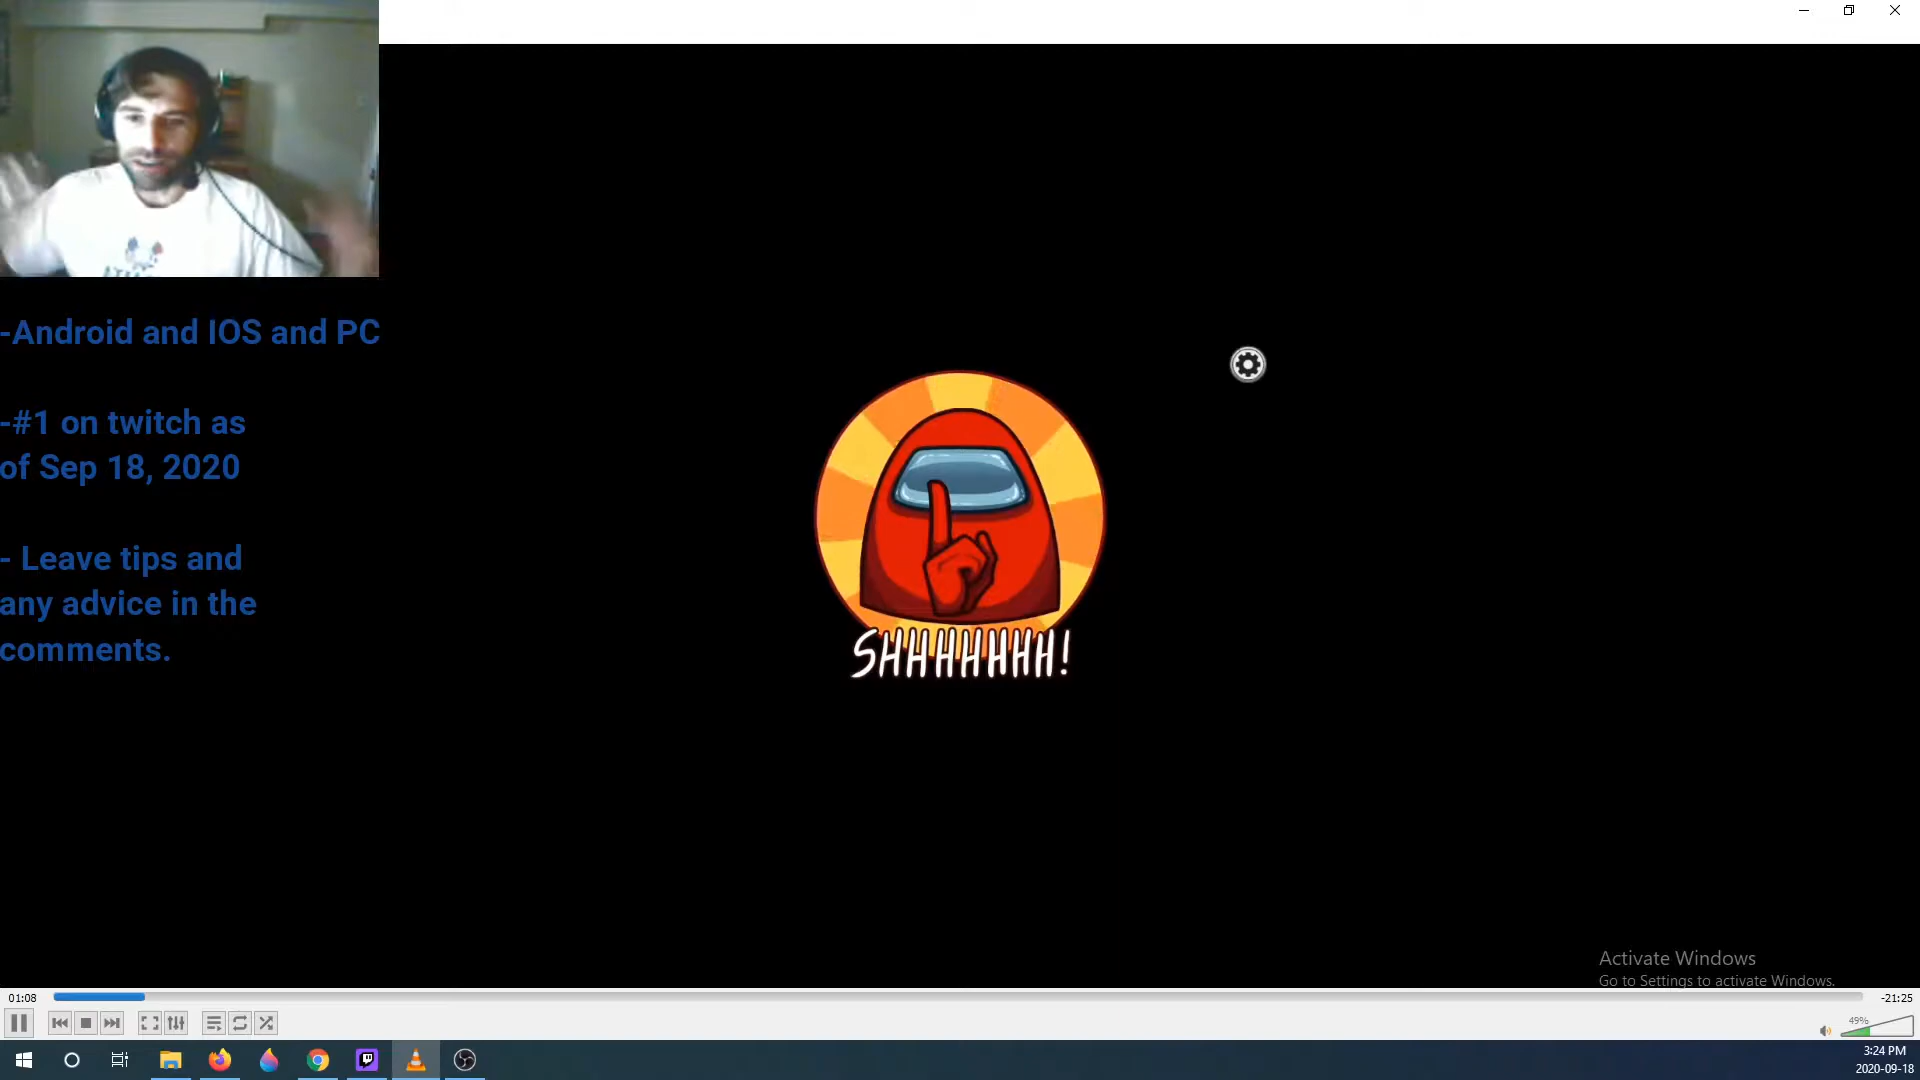 -Android and IOS and PC
-#1 on twitch as
of Sep 18, 2020
- Leave tips and
any advice in the
comments.
SHHHHHHH!
Activate Windows
Go to Settings to activate Windows.
01:08
-21:25
49%
3:24 PM
2020-09-18